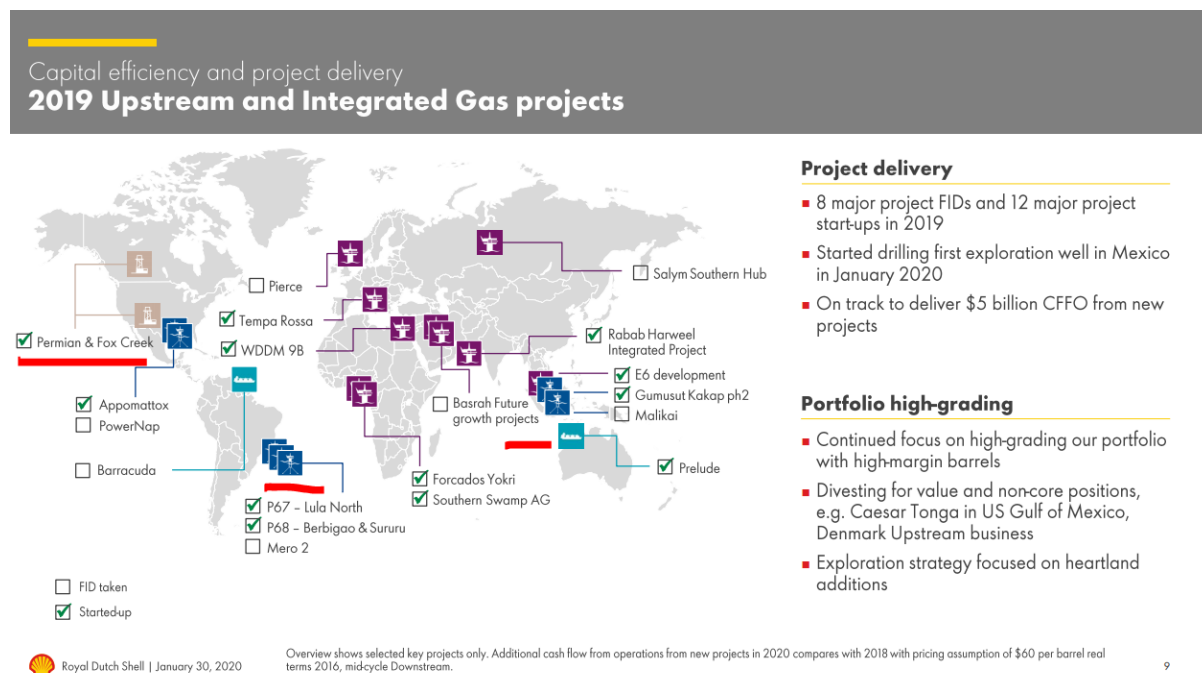 Capital efficiency and project delivery
2019 Upstream and Integrated Gas projects
Salym Southern Hub
Pierce
Tempa Rossa
WDDM 9B
Permian & Fox Creek
Rabab Harweel
Integrated Project
E6 development
Gumusut Kakap ph2
Malikai
Appomattox
PowerNap
Basrah Future
growth projects
Barracuda
Prelude
Forcados Yokri
Southern Swamp AG
P67 – Lula North
P68 – Berbigao & Sururu
Mero 2
FID taken
Started-up
Project delivery
8 major project FIDs and 12 major project
start-ups in 2019
Started drilling first exploration well in Mexico
in January 2020
On track to deliver $5 billion CFFO from new
projects
Portfolio high-grading
Continued focus on high-grading our portfolio
with high-margin barrels
Divesting for value and non-core positions,
e.g. Caesar Tonga in US Gulf of Mexico,
Denmark Upstream business
Exploration strategy focused on heartland
additions
Royal Dutch Shell | January 30, 2020
Overview shows selected key projects only. Additional cash flow from operations from new projects in 2020 compares with 2018 with pricing assumption of $60 per barrel real
terms 2016, mid-cycle Downstream.
9